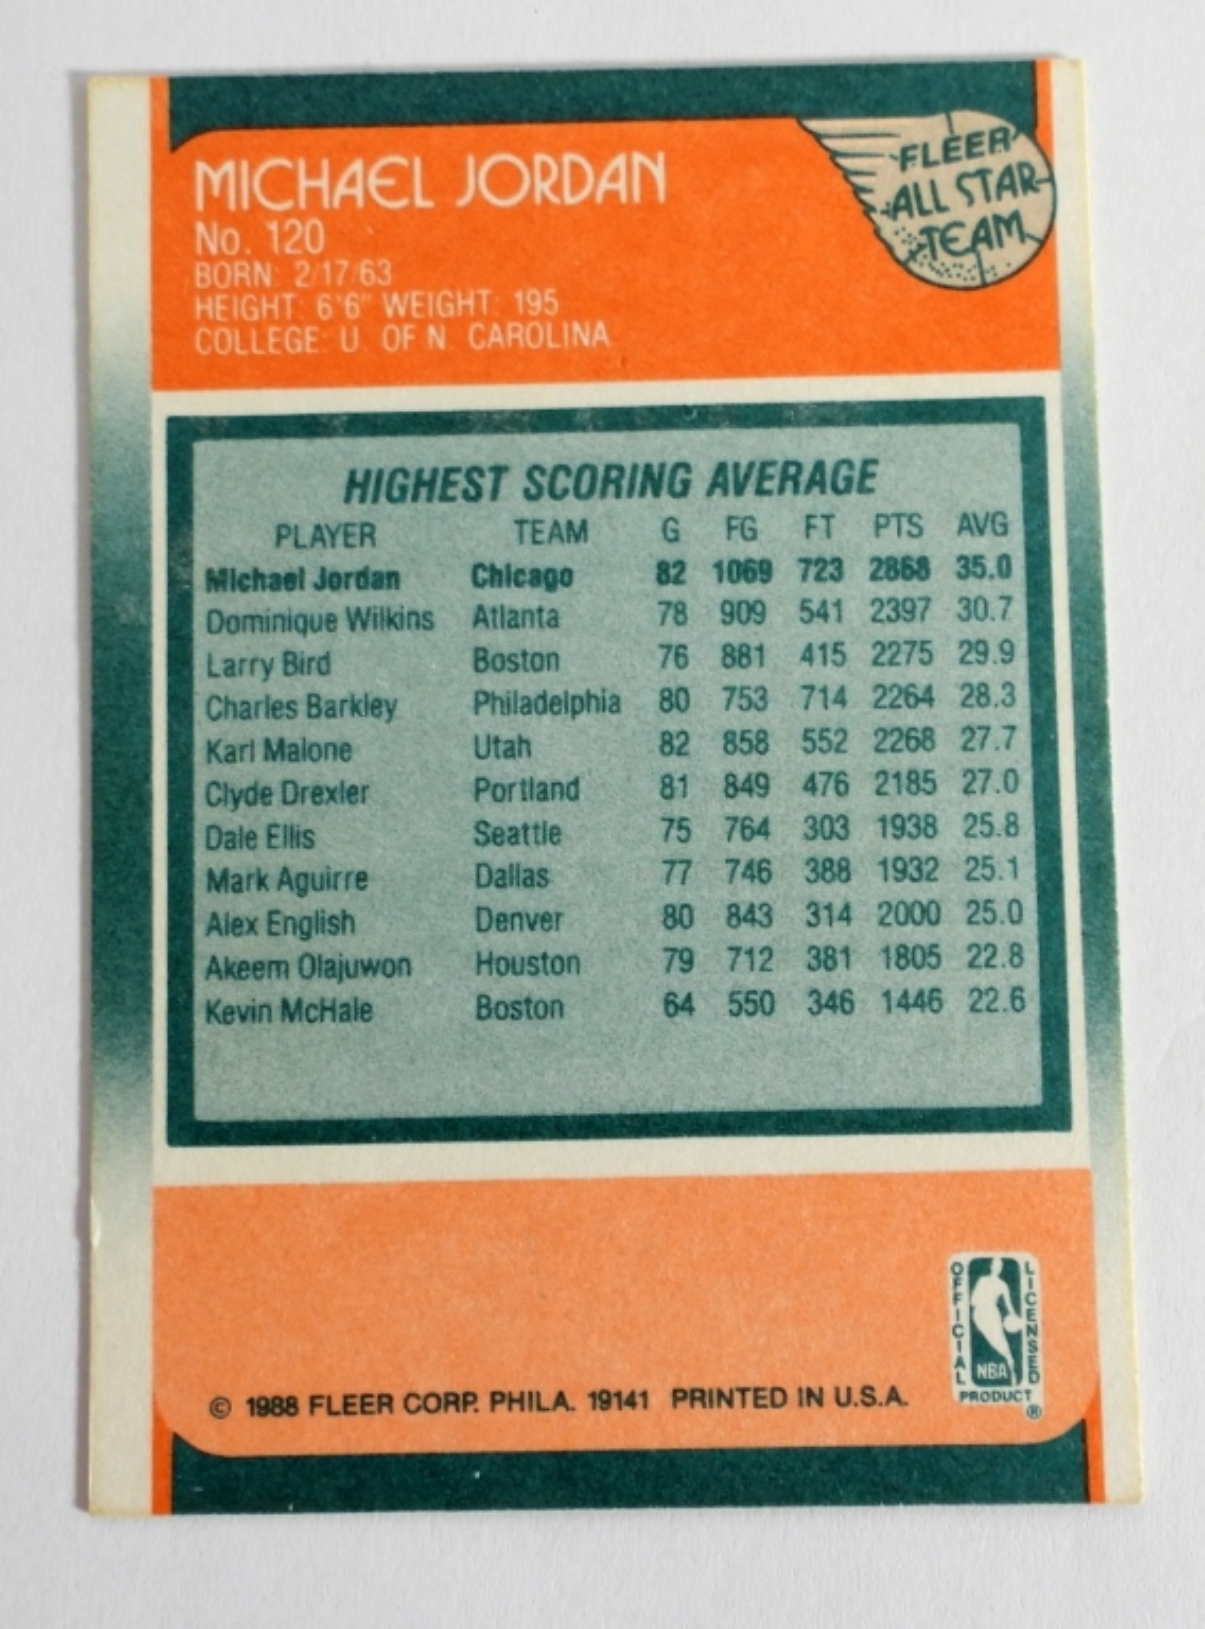 MICHAEL JORDAN
No. 120
BORN: 2/17/63
HEIGHT: 6'6" WEIGHT: 195
COLLEGE: U. OF N. CAROLINA
FLEER
ALL STAR
TEAM
HIGHEST SCORING AVERAGE
PLAYER TEAM G FG FT PTS AVG
Michael Jordan Chicago 82 1069 723 2868 35.0
Dominique Wilkins Atlanta 78 909 541 2397 30.7
Larry Bird Boston 76 881 415 2275 29.9
Charles Barkley Philadelphia 80 753 714 2264 28.3
Karl Malone Utah 82 858 552 2268 27.7
Clyde Drexler Portland 81 849 476 2185 27.0
Dale Ellis Seattle 75 764 303 1938 25.8
Mark Aguirre Dallas 77 746 388 1932 25.1
Alex English Denver 80 843 314 2000 25.0
Akeem Olajuwon Houston 79 712 381 1805 22.8
Kevin McHale Boston 64 550 346 1446 22.6
OFFICIAL
LICENSED
NBA
PRODUCT
®
© 1988 FLEER CORP. PHILA. 19141 PRINTED IN U.S.A.